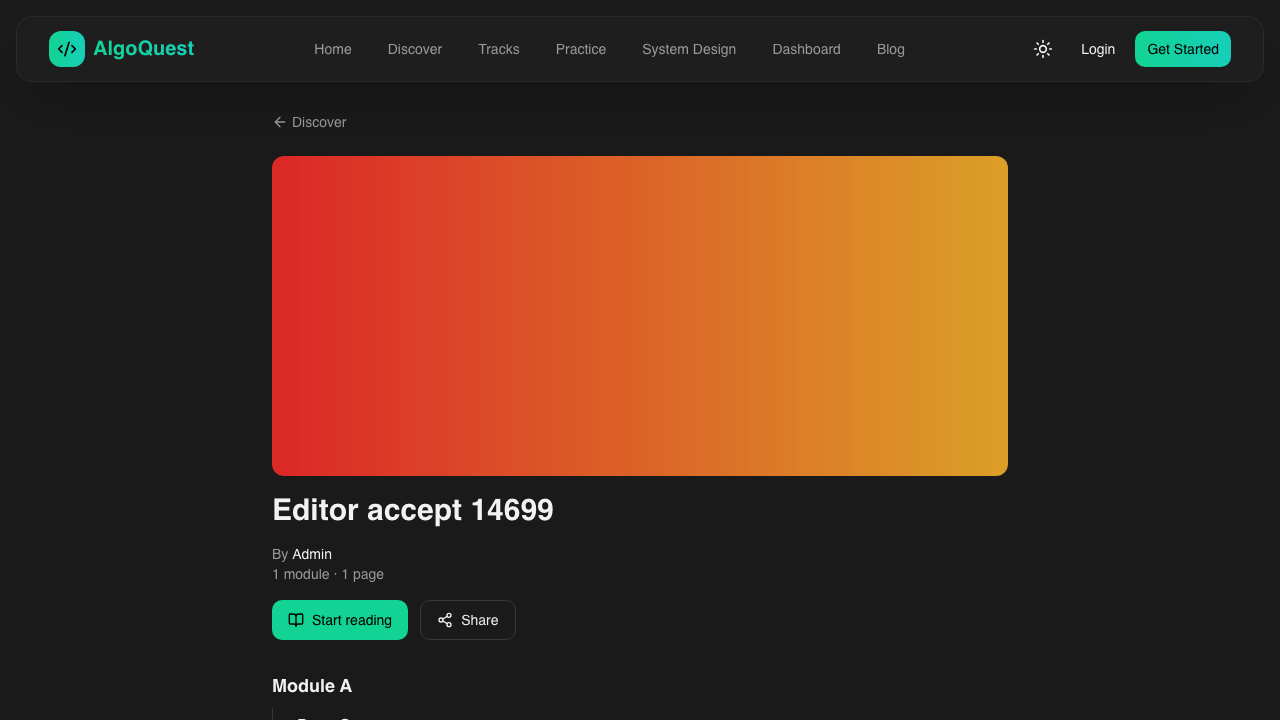 AlgoQuest
Home Discover Tracks Practice System Design Dashboard Blog
Login Get Started
Discover
Editor accept 14699
By Admin
1 module · 1 page
Start reading Share
Module A